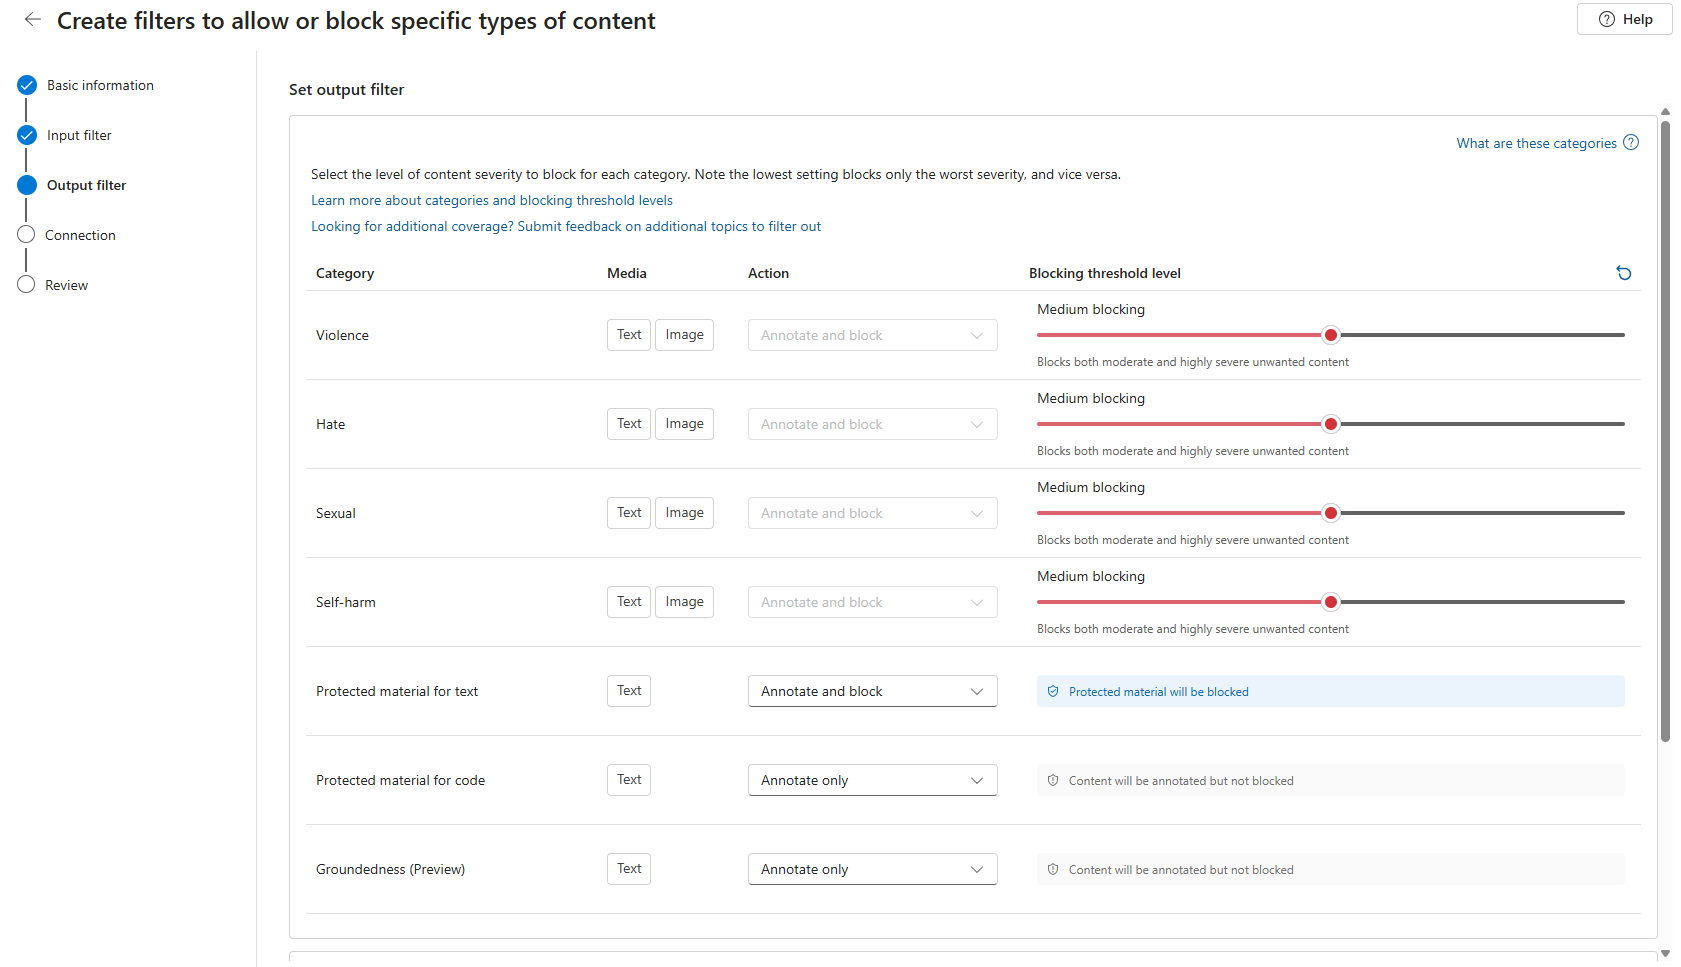 Create filters to allow or block specific types of content
Help
Basic information
Input filter
Output filter
Connection
Review
Set output filter
What are these categories
Select the level of content severity to block for each category. Note the lowest setting blocks only the worst severity, and vice versa.
Learn more about categories and blocking threshold levels
Looking for additional coverage? Submit feedback on additional topics to filter out
Category Media Action Blocking threshold level
Medium blocking
Violence Text Image Annotate and block
Blocks both moderate and highly severe unwanted content
Medium blocking
Hate Text Image Annotate and block
Blocks both moderate and highly severe unwanted content
Medium blocking
Sexual Text Image Annotate and block
Blocks both moderate and highly severe unwanted content
Medium blocking
Self-harm Text Image Annotate and block
Blocks both moderate and highly severe unwanted content
Protected material for text Text Annotate and block Protected material will be blocked
Protected material for code Text Annotate only Content will be annotated but not blocked
Groundedness (Preview) Text Annotate only Content will be annotated but not blocked